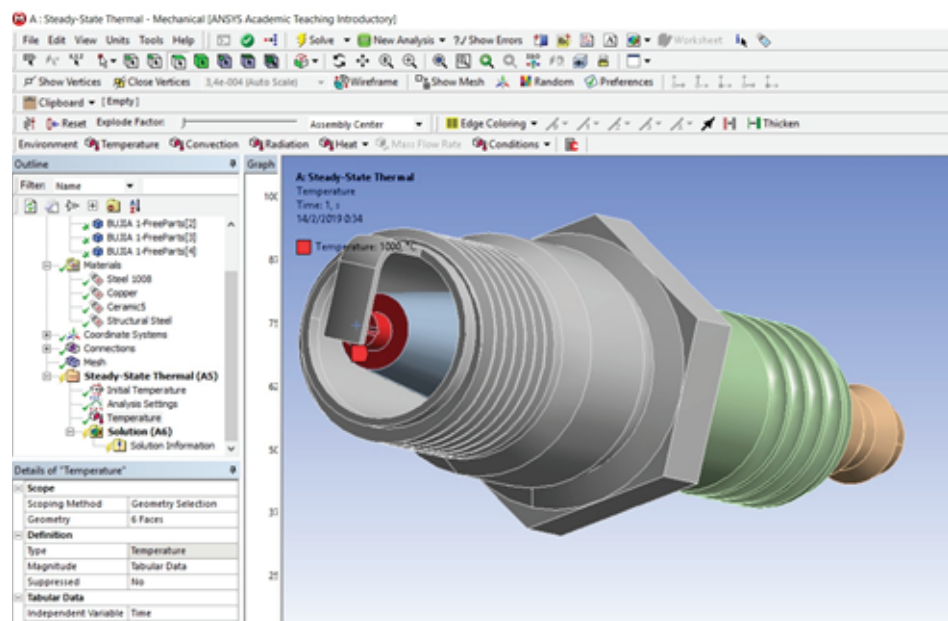 A : Steady-State Thermal - Mechanical [ANSYS Academic Teaching Introductory]
File Edit View Units Tools Help Solve New Analysis ?/ Show Errors Worksheet
Show Vertices Close Vertices 3,4e-004 (Auto Scale) Wireframe Show Mesh Random Preferences
Clipboard [Empty]
Reset Explode Factor: Assembly Center Edge Coloring Thicken
Environment Temperature Convection Radiation Heat Mass Flow Rate Conditions
Outline
Filter: Name
BUJIA 1-FreeParts[2]
BUJIA 1-FreeParts[3]
BUJIA 1-FreeParts[4]
Materials
Steel 1008
Copper
Ceramic5
Structural Steel
Coordinate Systems
Connections
Mesh
Steady-State Thermal (A5)
Initial Temperature
Analysis Settings
Temperature
Solution (A6)
Solution Information
Details of "Temperature"
Scope
Scoping Method Geometry Selection
Geometry 6 Faces
Definition
Type Temperature
Magnitude Tabular Data
Suppressed No
Tabular Data
Independent Variable Time
Graph
A: Steady-State Thermal
Temperature
Time: 1, s
14/2/2019 0:34
Temperature: 1000, °C